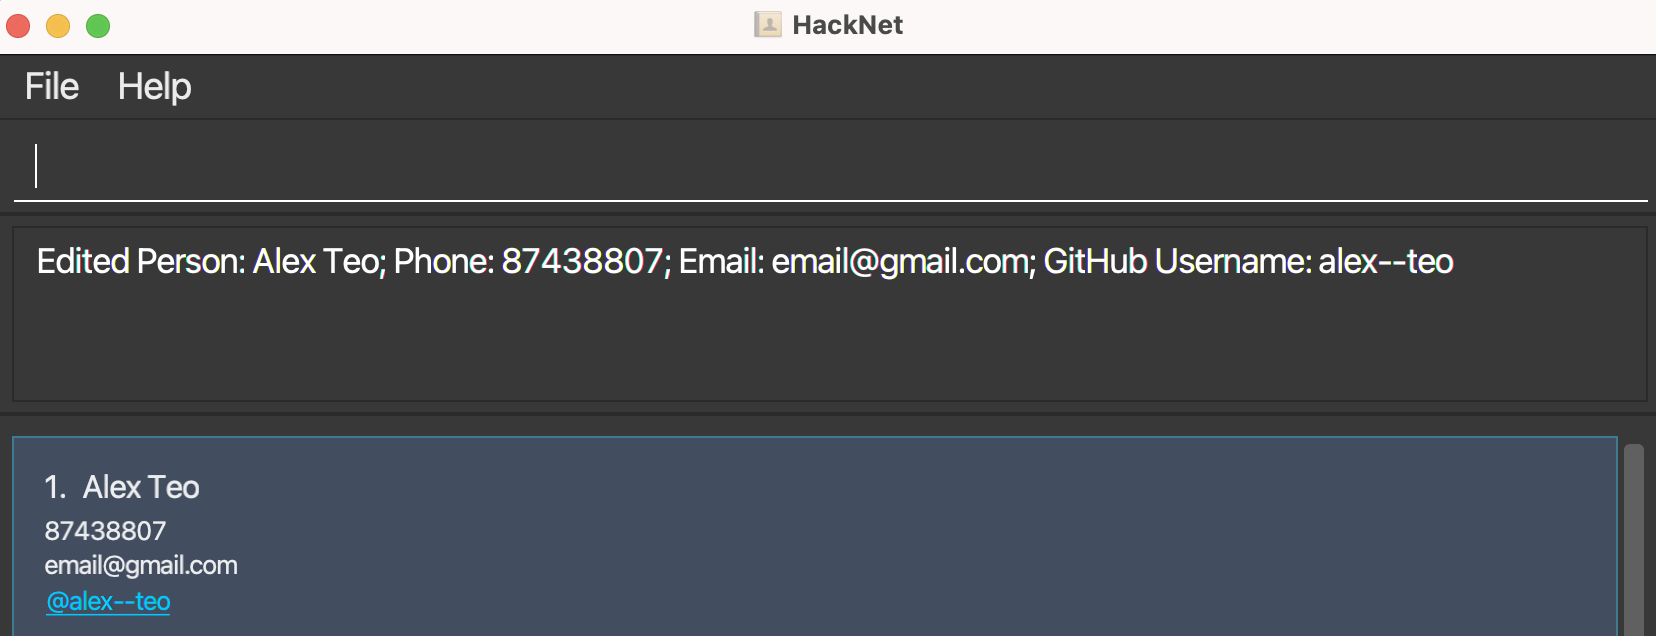 HackNet
File Help
Edited Person: Alex Teo; Phone: 87438807; Email: email@gmail.com; GitHub Username: alex--teo
1. Alex Teo
87438807
email@gmail.com
@alex--teo